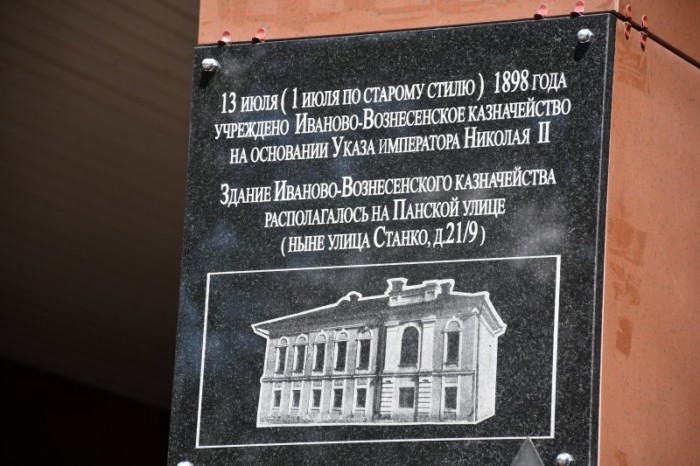 13 июля ( 1 июля по старому стилю ) 1898 года
учреждено Иваново-Вознесенское казначейство
на основании Указа императора Николая II
Здание Иваново-Вознесенского казначейства
располагалось на Панской улице
( ныне улица Станко, д.21/9 )